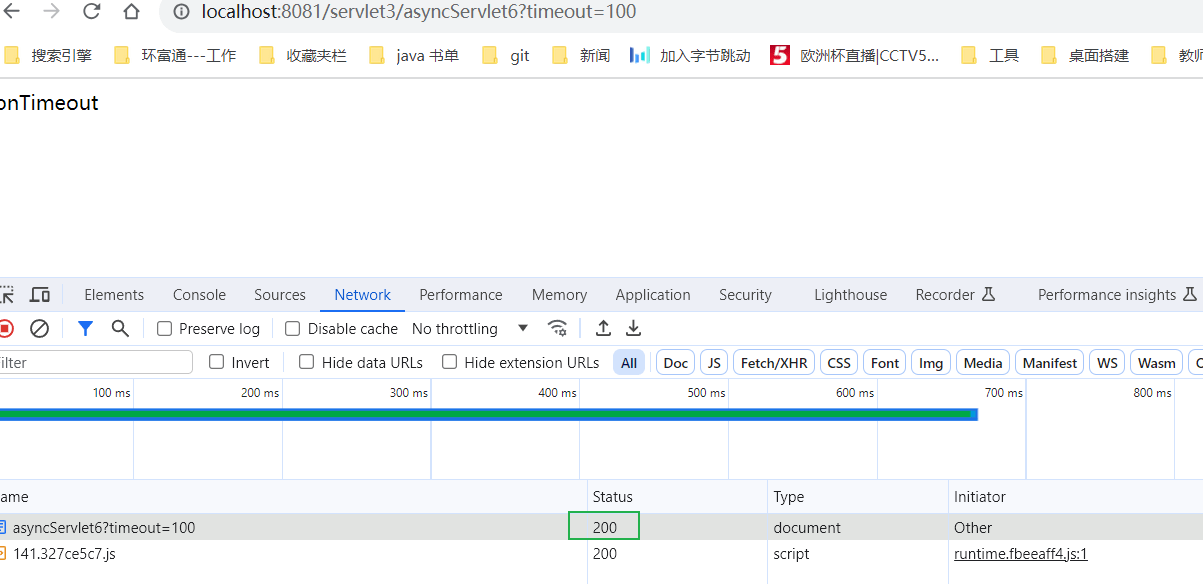 localhost:8081/servlet3/asyncServlet6?timeout=100
搜索引擎 环富通---工作 收藏夹栏 java 书单 git 新闻 加入字节跳动 5 欧洲杯直播|CCTV5... 工具 桌面搭建 教师
onTimeout
Elements Console Sources Network Performance Memory Application Security Lighthouse Recorder Performance insights
Preserve log Disable cache No throttling
ilter Invert Hide data URLs Hide extension URLs All Doc JS Fetch/XHR CSS Font Img Media Manifest WS Wasm
100 ms 200 ms 300 ms 400 ms 500 ms 600 ms 700 ms 800 ms
ame Status Type Initiator
asyncServlet6?timeout=100 200 document Other
141.327ce5c7.js 200 script runtime.fbeeaff4.js:1